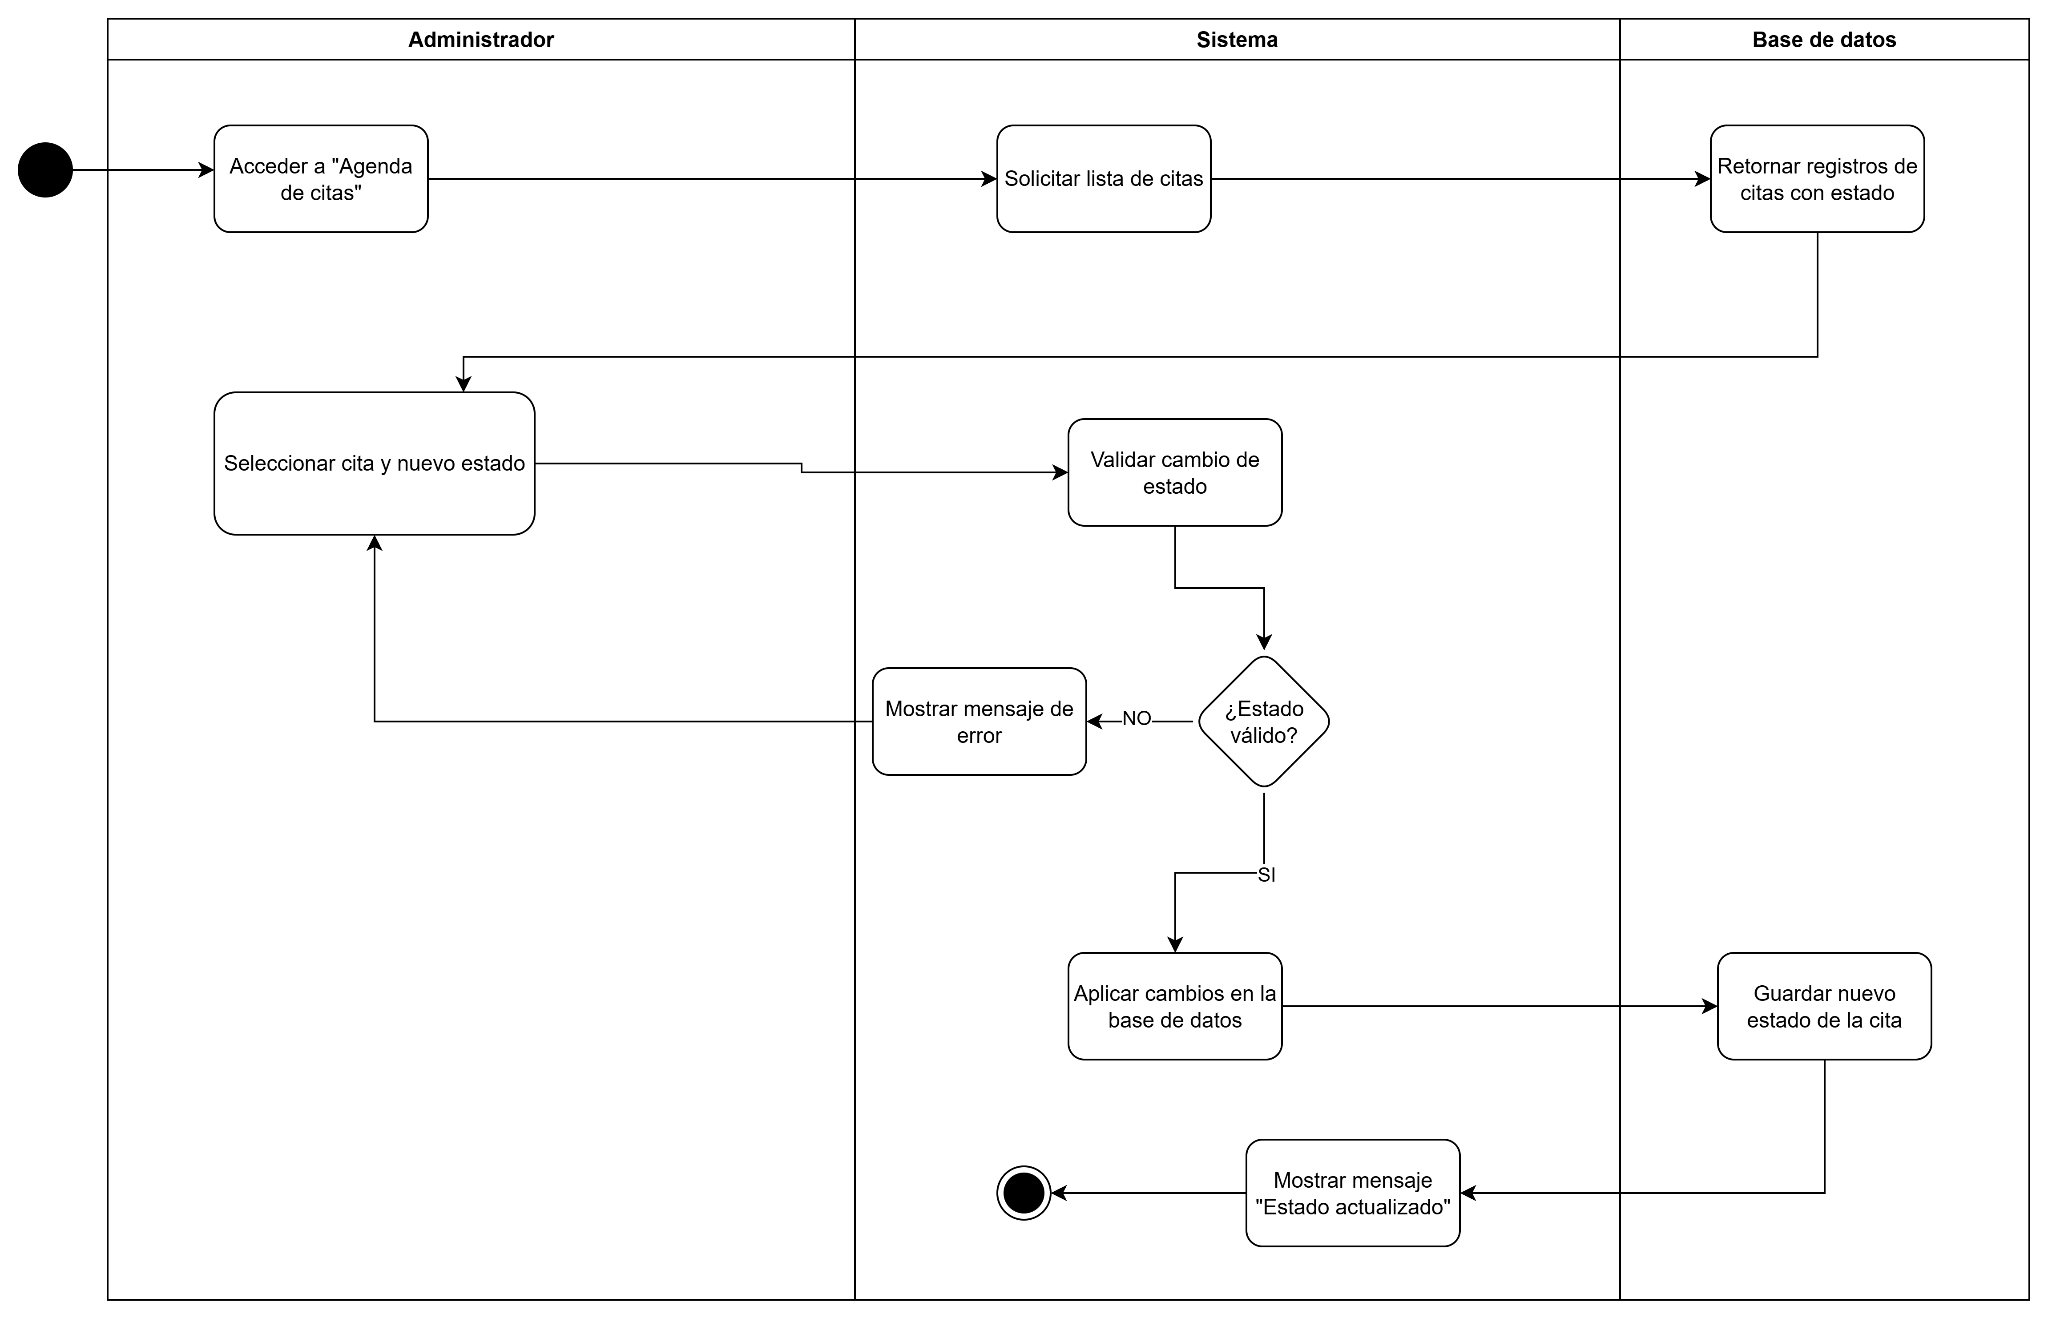 Administrador
Sistema
Base de datos
Acceder a "Agenda
de citas"
Solicitar lista de citas
Retornar registros de
citas con estado
Seleccionar cita y nuevo estado
Validar cambio de
estado
Mostrar mensaje de
error
NO
¿Estado
válido?
SI
Aplicar cambios en la
base de datos
Guardar nuevo
estado de la cita
Mostrar mensaje
"Estado actualizado"